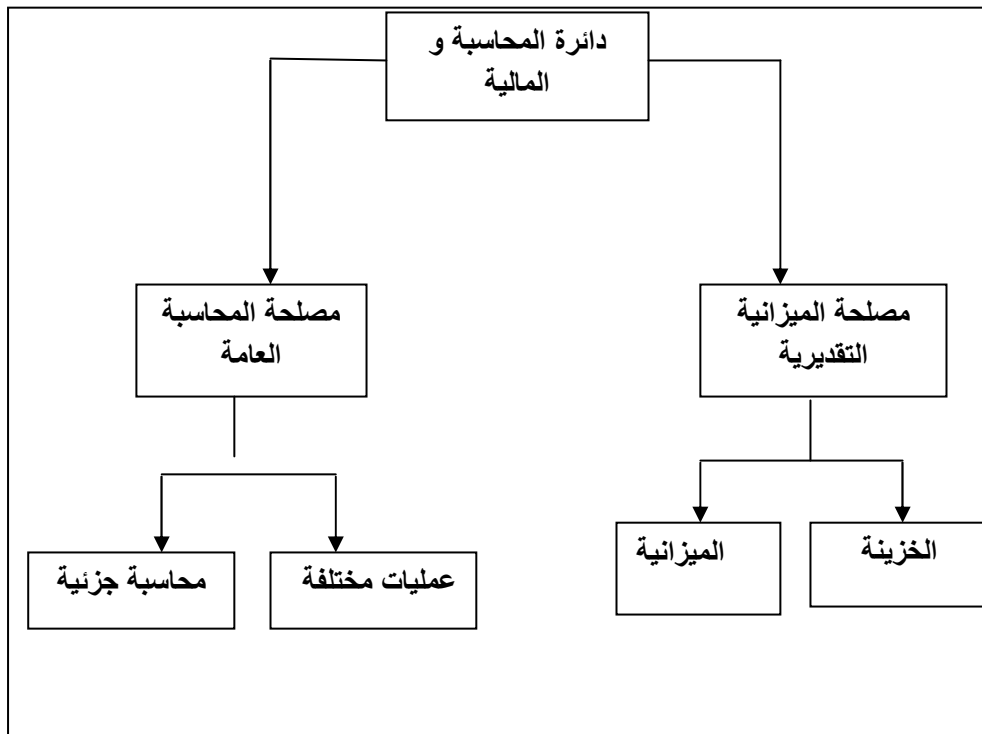 دائرة المحاسبة و
المالية
مصلحة الميزانية
التقديرية
مصلحة المحاسبة
العامة
الخزينة
الميزانية
عمليات مختلفة
محاسبة جزئية